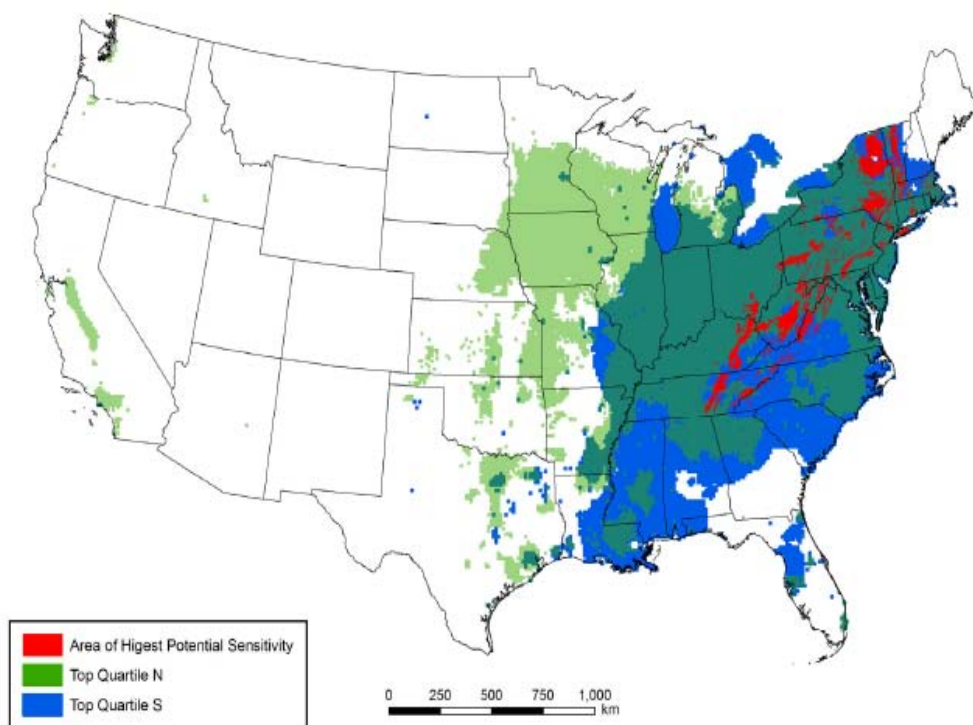 Area of Higest Potential Sensitivity
Top Quartile N
Top Quartile S
0 250 500 750 1,000
km